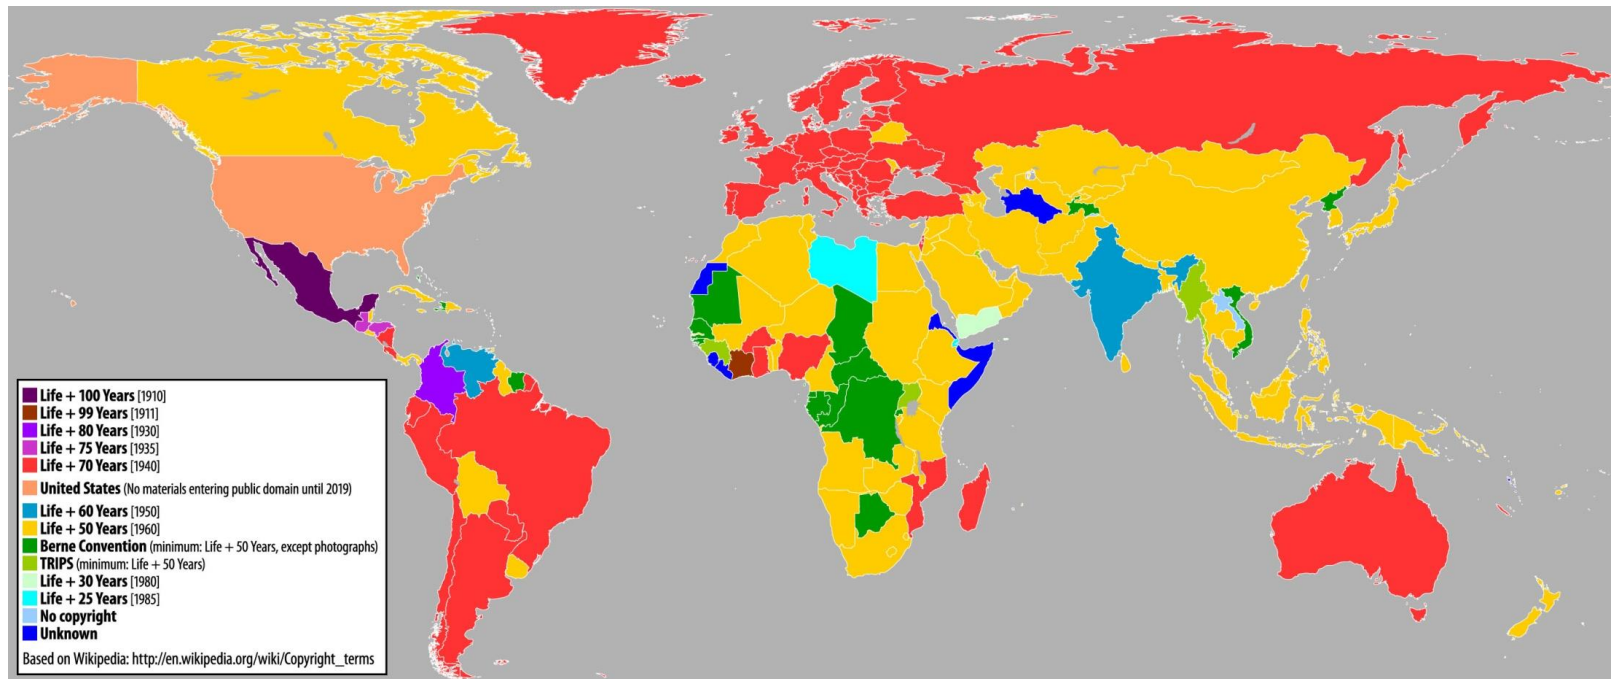 Life + 100 Years [1910]
Life + 99 Years [1911]
Life + 80 Years [1930]
Life + 75 Years [1935]
Life + 70 Years [1940]
United States (No materials entering public domain until 2019)
Life + 60 Years [1950]
Life + 50 Years [1960]
Berne Convention (minimum: Life + 50 Years, except photographs)
TRIPS (minimum: Life + 50 Years)
Life + 30 Years [1980]
Life + 25 Years [1985]
No copyright
Unknown
Based on Wikipedia: http://en.wikipedia.org/wiki/Copyright_terms